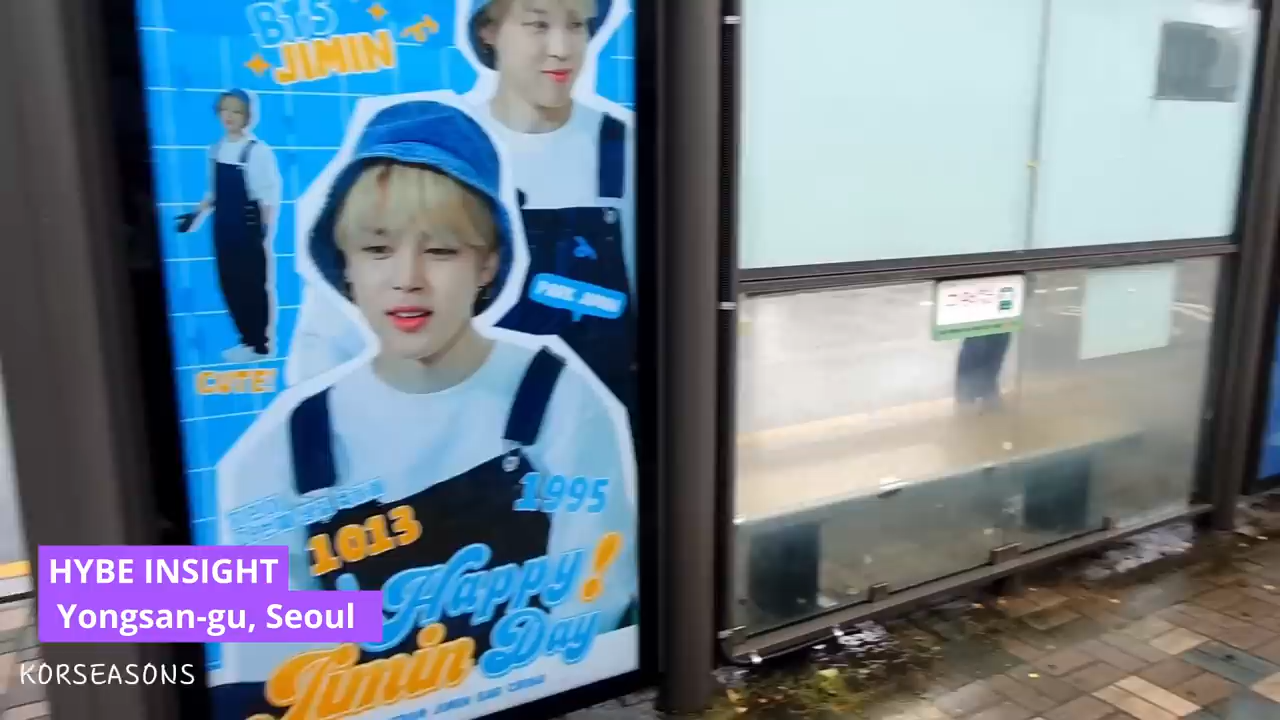 BTS
JIMIN
PARK JIMIN
CUTE!
1995
1013
Happy!
Jimin Day
HYBE INSIGHT
Yongsan-gu, Seoul
KORSEASONS